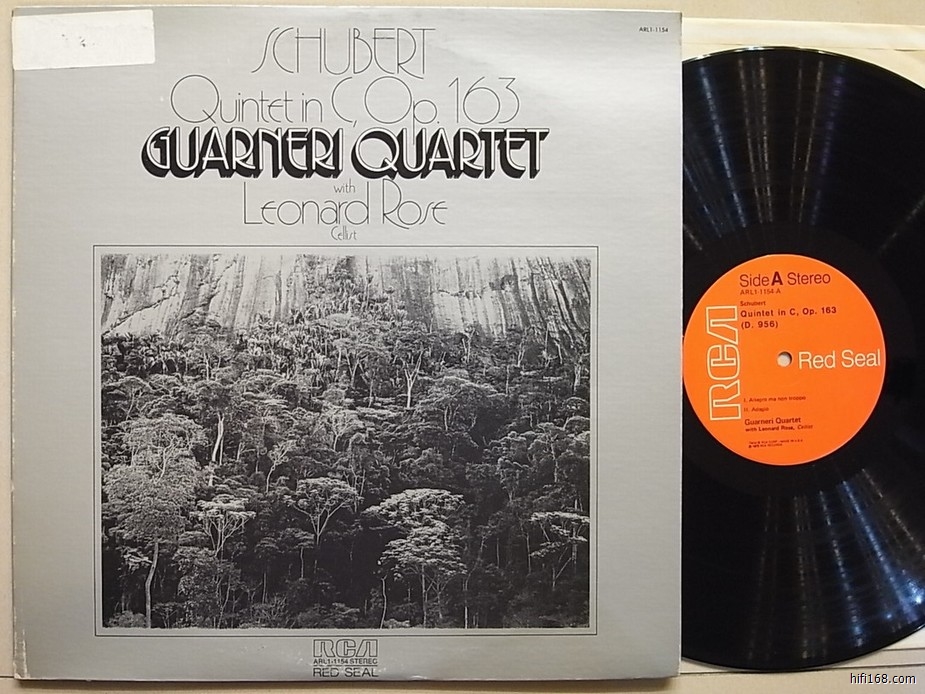 SCHUBERT
ARL1-1154
Quintet in C, Op. 163
GUARNERI QUARTET
with
Leonard Rose
Cellist
RCA
ARL1-1154 STEREO
RED SEAL
Side A Stereo
ARL1-1154 A
Schubert
Quintet in C, Op. 163
(D. 956)
RCA
Red Seal
I. Allegro ma non troppo
II. Adagio
Guarneri Quartet
with Leonard Rose, Cellist
hifi168.com